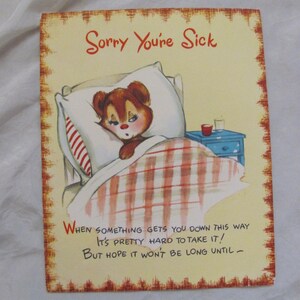 Sorry You're Sick
WHEN SOMETHING GETS YOU DOWN THIS WAY
IT'S PRETTY HARD TO TAKE IT!
BUT HOPE IT WON'T BE LONG UNTIL —